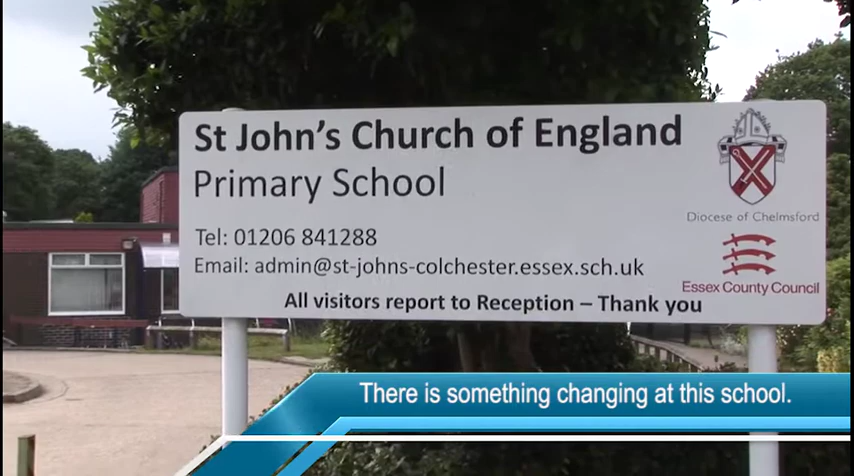 St John's Church of England
Primary School
Tel: 01206 841288
Email: admin@st-johns-colchester.essex.sch.uk
All visitors report to Reception – Thank you
Diocese of Chelmsford
Essex County Council
There is something changing at this school.